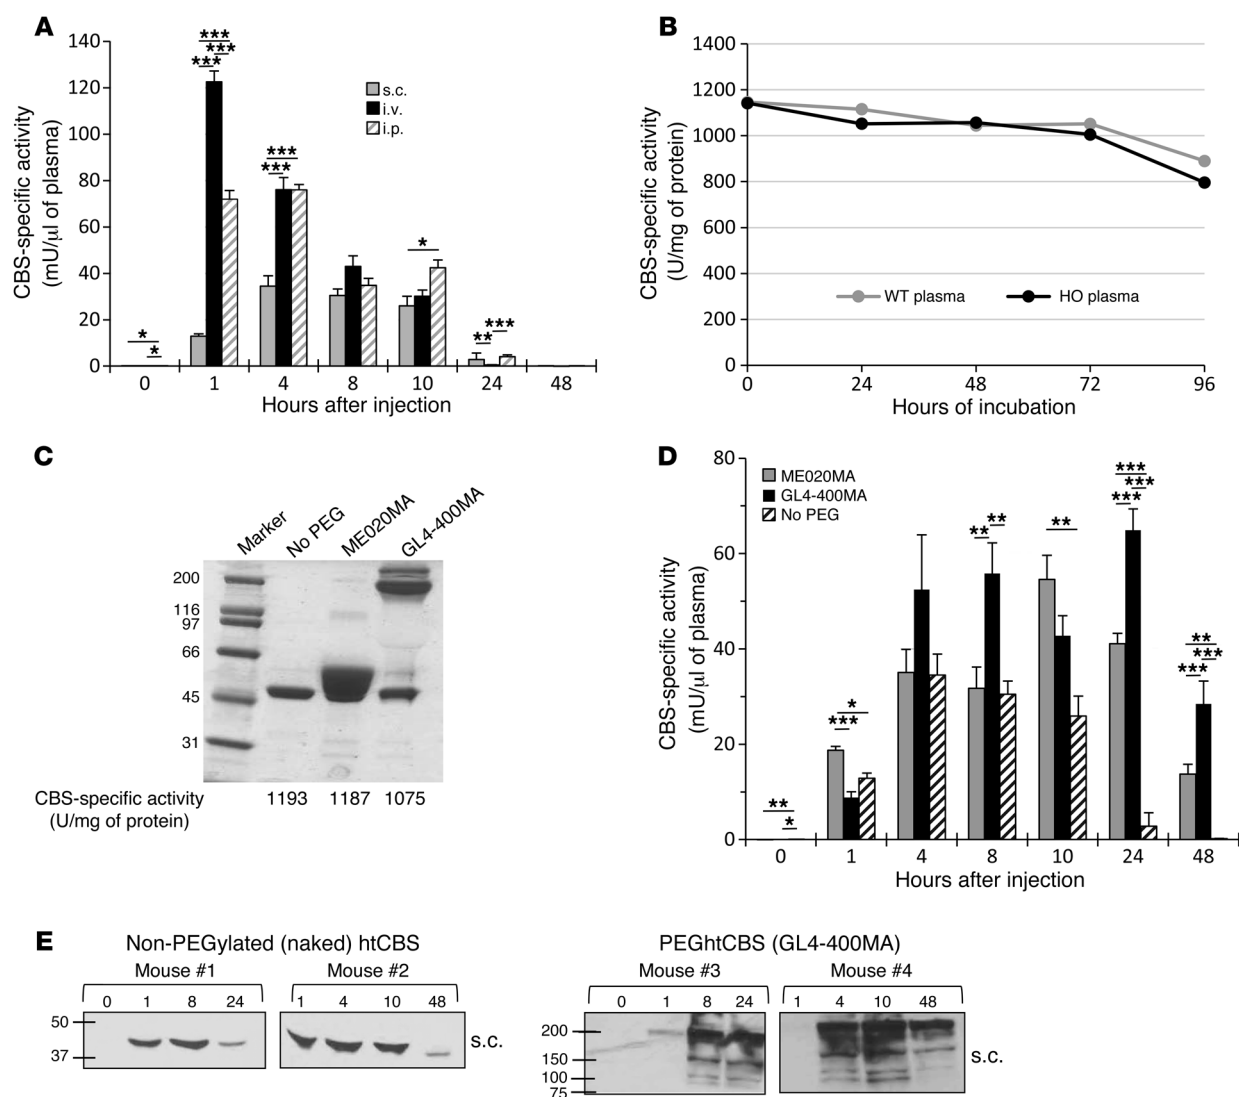 A
CBS-specific activity
(mU/µl of plasma)
140
120
100
80
60
40
20
0
***
***
***
***
***
*
***
**
*
*
s.c.
i.v.
i.p.
0 1 4 8 10 24 48
Hours after injection
B
CBS-specific activity
(U/mg of protein)
1400
1200
1000
800
600
400
200
0
WT plasma HO plasma
0 24 48 72 96
Hours of incubation
C
Marker No PEG ME020MA GL4-400MA
200
116
97
66
45
31
CBS-specific activity 1193 1187 1075
(U/mg of protein)
D
CBS-specific activity
(mU/µl of plasma)
80
60
40
20
0
ME020MA
GL4-400MA
No PEG
***
***
***
**
**
**
**
***
***
*
***
**
*
0 1 4 8 10 24 48
Hours after injection
E
Non-PEGylated (naked) htCBS
Mouse #1 Mouse #2
0 1 8 24 1 4 10 48
50
37
s.c.
PEGhtCBS (GL4-400MA)
Mouse #3 Mouse #4
0 1 8 24 1 4 10 48
200
150
100
75
s.c.